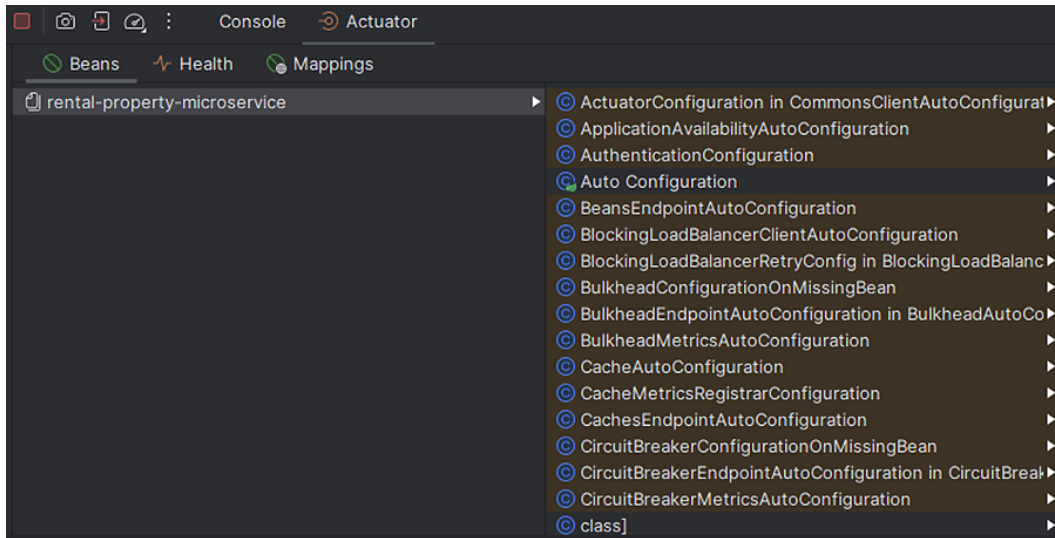 Console Actuator
Beans Health Mappings
rental-property-microservice
ActuatorConfiguration in CommonsClientAutoConfigurat
ApplicationAvailabilityAutoConfiguration
AuthenticationConfiguration
Auto Configuration
BeansEndpointAutoConfiguration
BlockingLoadBalancerClientAutoConfiguration
BlockingLoadBalancerRetryConfig in BlockingLoadBalanc
BulkheadConfigurationOnMissingBean
BulkheadEndpointAutoConfiguration in BulkheadAutoCo
BulkheadMetricsAutoConfiguration
CacheAutoConfiguration
CacheMetricsRegistrarConfiguration
CachesEndpointAutoConfiguration
CircuitBreakerConfigurationOnMissingBean
CircuitBreakerEndpointAutoConfiguration in CircuitBreak
CircuitBreakerMetricsAutoConfiguration
class]